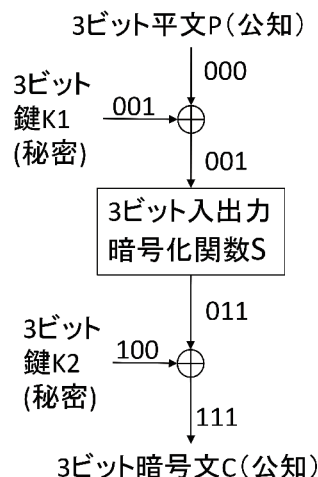 3ビット平文P(公知)
000
3ビット
鍵K1
(秘密)
001
001
3ビット入出力
暗号化関数S
011
3ビット
鍵K2
(秘密)
100
111
3ビット暗号文C(公知)